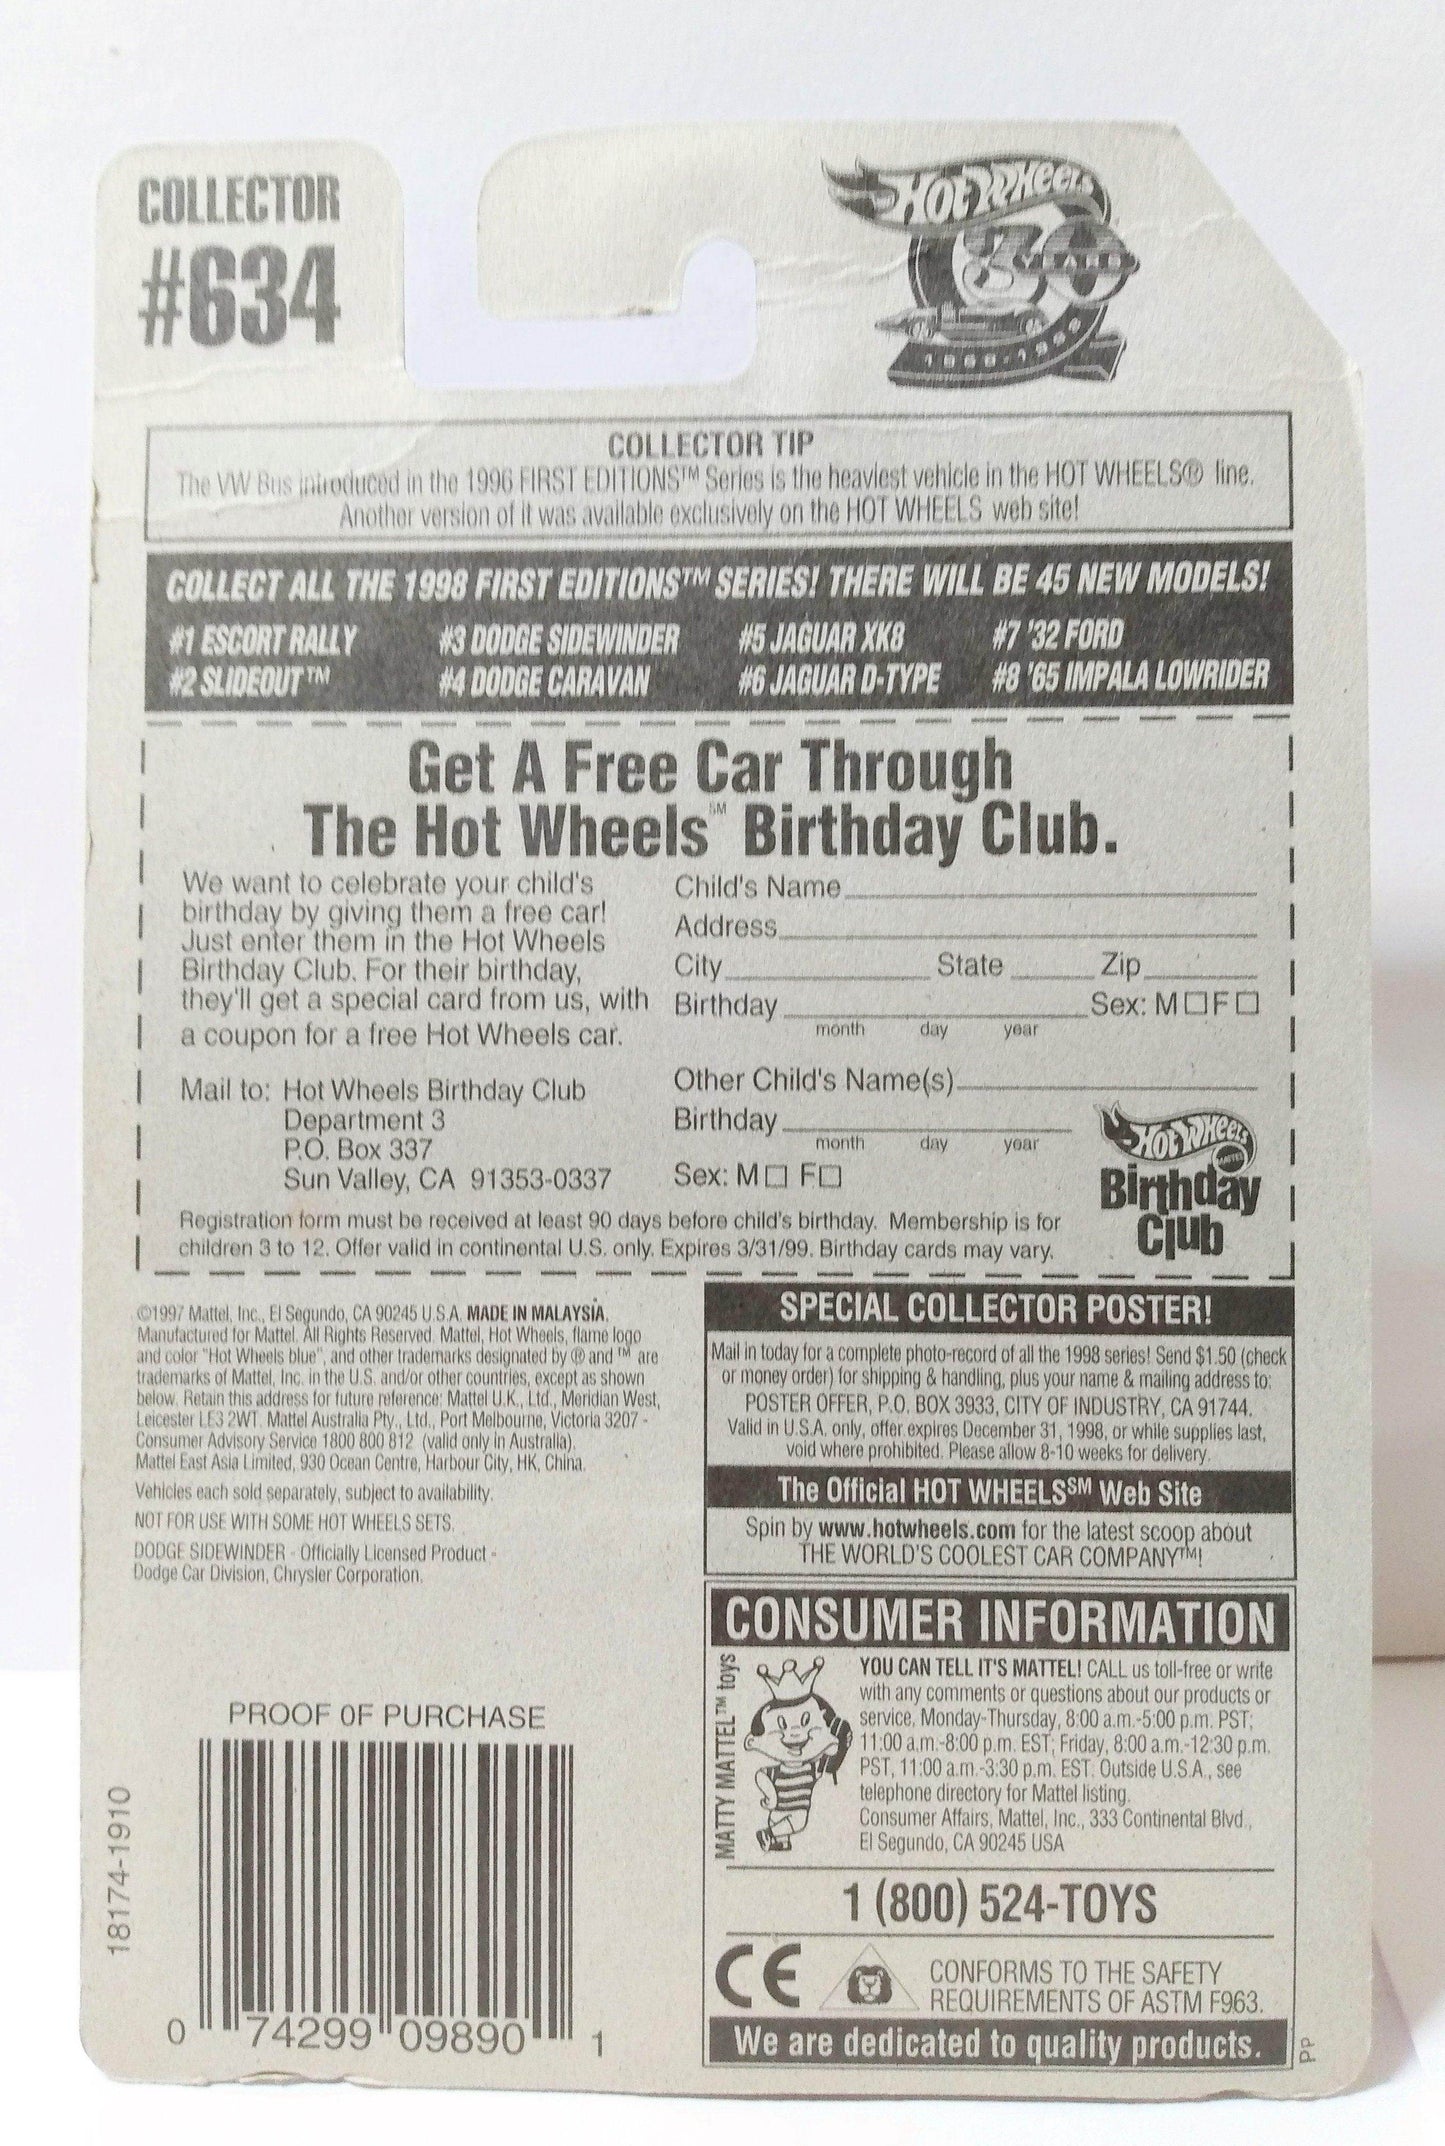 COLLECTOR
#634
HOT WHEELS
30
YEARS
1968-1998
COLLECTOR TIP
The VW Bus introduced in the 1996 FIRST EDITIONS™ Series is the heaviest vehicle in the HOT WHEELS® line.
Another version of it was available exclusively on the HOT WHEELS web site!
COLLECT ALL THE 1998 FIRST EDITIONS™ SERIES! THERE WILL BE 45 NEW MODELS!
#1 ESCORT RALLY #3 DODGE SIDEWINDER #5 JAGUAR XK8 #7 '32 FORD
#2 SLIDEOUT™ #4 DODGE CARAVAN #6 JAGUAR D-TYPE #8 '65 IMPALA LOWRIDER
Get A Free Car Through
The Hot Wheels℠ Birthday Club.
We want to celebrate your child's
birthday by giving them a free car!
Just enter them in the Hot Wheels
Birthday Club. For their birthday,
they'll get a special card from us, with
a coupon for a free Hot Wheels car.
Mail to: Hot Wheels Birthday Club
Department 3
P.O. Box 337
Sun Valley, CA 91353-0337
Child's Name
Address
City State Zip
Birthday Sex: M □ F □
month day year
Other Child's Name(s)
Birthday
month day year
Sex: M □ F □
HOT WHEELS
MATTEL
Birthday
Club
Registration form must be received at least 90 days before child's birthday. Membership is for
children 3 to 12. Offer valid in continental U.S. only. Expires 3/31/99. Birthday cards may vary.
©1997 Mattel, Inc., El Segundo, CA 90245 U.S.A. MADE IN MALAYSIA.
Manufactured for Mattel. All Rights Reserved. Mattel, Hot Wheels, flame logo
and color "Hot Wheels blue", and other trademarks designated by ® and ™ are
trademarks of Mattel, Inc. in the U.S. and/or other countries, except as shown
below. Retain this address for future reference: Mattel U.K., Ltd., Meridian West,
Leicester LE3 2WT. Mattel Australia Pty., Ltd., Port Melbourne, Victoria 3207 -
Consumer Advisory Service 1800 800 812 (valid only in Australia).
Mattel East Asia Limited, 930 Ocean Centre, Harbour City, HK, China.
Vehicles each sold separately, subject to availability.
NOT FOR USE WITH SOME HOT WHEELS SETS.
DODGE SIDEWINDER - Officially Licensed Product -
Dodge Car Division, Chrysler Corporation.
PROOF OF PURCHASE
0 74299 09890 1
18174-1910
SPECIAL COLLECTOR POSTER!
Mail in today for a complete photo-record of all the 1998 series! Send $1.50 (check
or money order) for shipping & handling, plus your name & mailing address to:
POSTER OFFER, P.O. BOX 3933, CITY OF INDUSTRY, CA 91744.
Valid in U.S.A. only, offer expires December 31, 1998, or while supplies last,
void where prohibited. Please allow 8-10 weeks for delivery.
The Official HOT WHEELS℠ Web Site
Spin by www.hotwheels.com for the latest scoop about
THE WORLD'S COOLEST CAR COMPANY™!
CONSUMER INFORMATION
MATTY MATTEL™ toys
YOU CAN TELL IT'S MATTEL! CALL us toll-free or write
with any comments or questions about our products or
service, Monday-Thursday, 8:00 a.m.-5:00 p.m. PST;
11:00 a.m.-8:00 p.m. EST; Friday, 8:00 a.m.-12:30 p.m.
PST, 11:00 a.m.-3:30 p.m. EST. Outside U.S.A., see
telephone directory for Mattel listing.
Consumer Affairs, Mattel, Inc., 333 Continental Blvd.,
El Segundo, CA 90245 USA
1 (800) 524-TOYS
CE
CONFORMS TO THE SAFETY
REQUIREMENTS OF ASTM F963.
We are dedicated to quality products.
PP